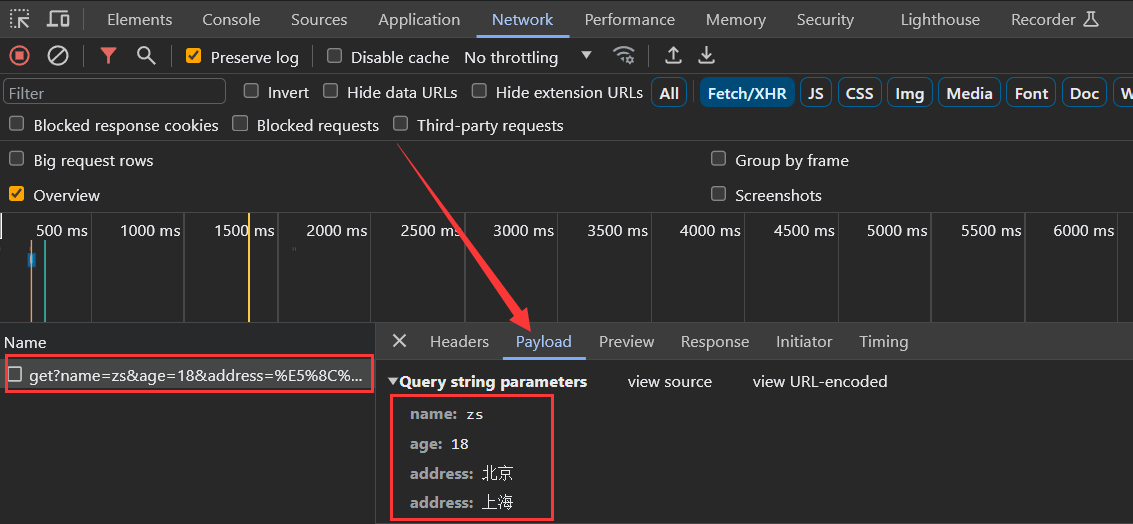 Elements Console Sources Application Network Performance Memory Security Lighthouse Recorder
Preserve log Disable cache No throttling
Filter Invert Hide data URLs Hide extension URLs All Fetch/XHR JS CSS Img Media Font Doc W
Blocked response cookies Blocked requests Third-party requests
Big request rows Group by frame
Overview Screenshots
500 ms 1000 ms 1500 ms 2000 ms 2500 ms 3000 ms 3500 ms 4000 ms 4500 ms 5000 ms 5500 ms 6000 ms
Name Headers Payload Preview Response Initiator Timing
get?name=zs&age=18&address=%E5%8C%... Query string parameters view source view URL-encoded
name: zs
age: 18
address: 北京
address: 上海